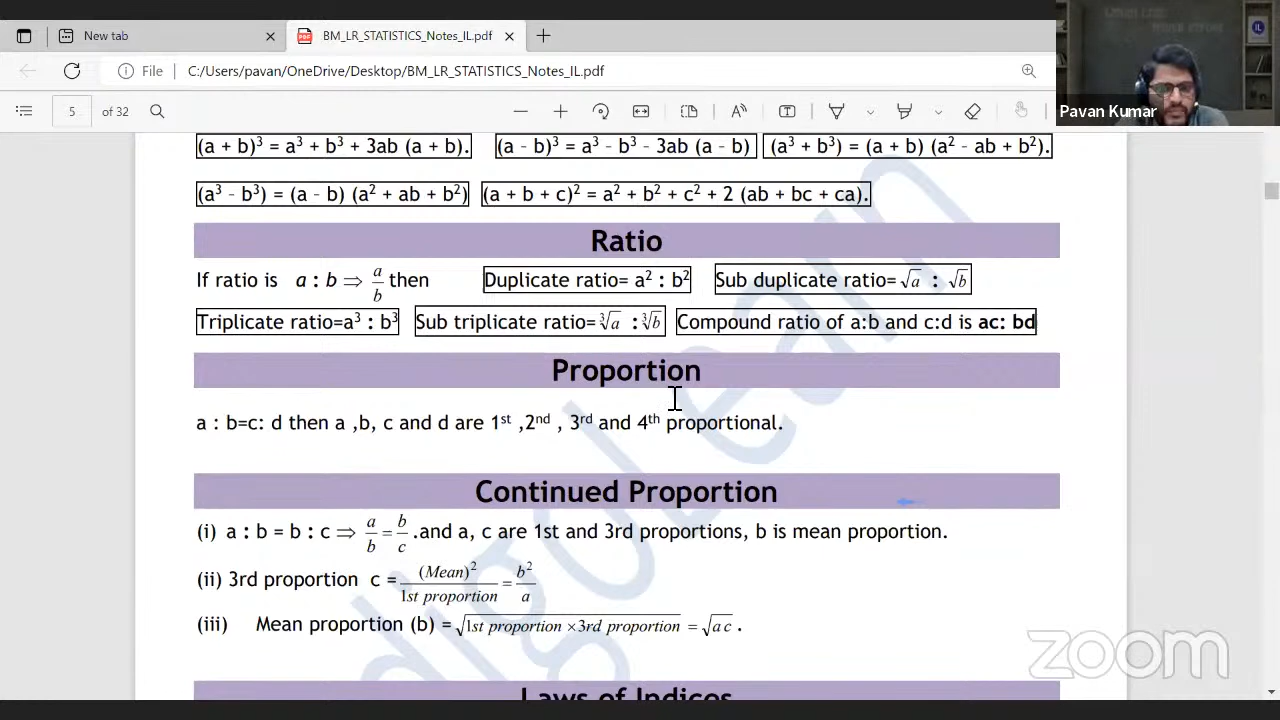 New tab
BM_LR_STATISTICS_Notes_IL.pdf
File
C:/Users/pavan/OneDrive/Desktop/BM_LR_STATISTICS_Notes_IL.pdf
Pavan Kumar
5 of 32
(a + b)³ = a³ + b³ + 3ab (a + b). (a - b)³ = a³ - b³ - 3ab (a - b) (a³ + b³) = (a + b) (a² - ab + b²).
(a³ - b³) = (a - b) (a² + ab + b²) (a + b + c)² = a² + b² + c² + 2 (ab + bc + ca).
Ratio
If ratio is a : b ⇒ a/b then Duplicate ratio= a² : b² Sub duplicate ratio= √a : √b
Triplicate ratio=a³ : b³ Sub triplicate ratio= ∛a :∛b Compound ratio of a:b and c:d is ac: bd
Proportion
a : b=c: d then a ,b, c and d are 1st ,2nd , 3rd and 4th proportional.
Continued Proportion
(i) a : b = b : c ⇒ a/b = b/c .and a, c are 1st and 3rd proportions, b is mean proportion.
(ii) 3rd proportion c = (Mean)²/1st proportion = b²/a
(iii) Mean proportion (b) = √(1st proportion ×3rd proportion) = √(ac) .
Laws of Indices
zoom